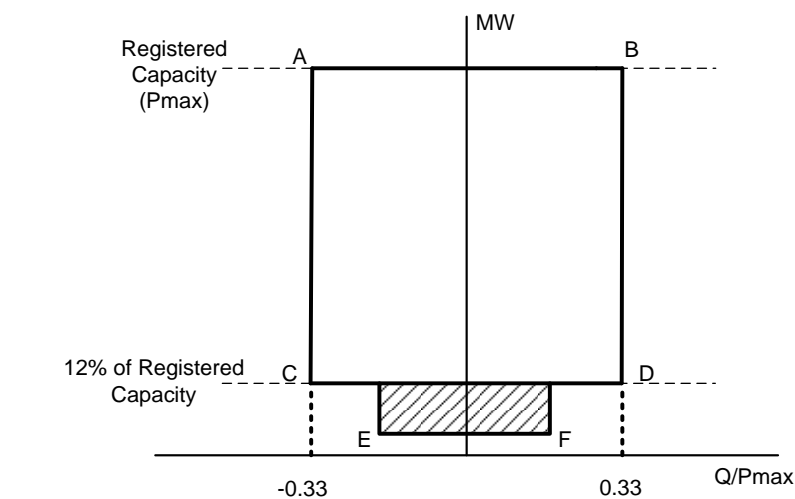 MW
Registered
Capacity
(Pmax)
A
B
12% of Registered
Capacity
C
D
E
F
-0.33
0.33
Q/Pmax